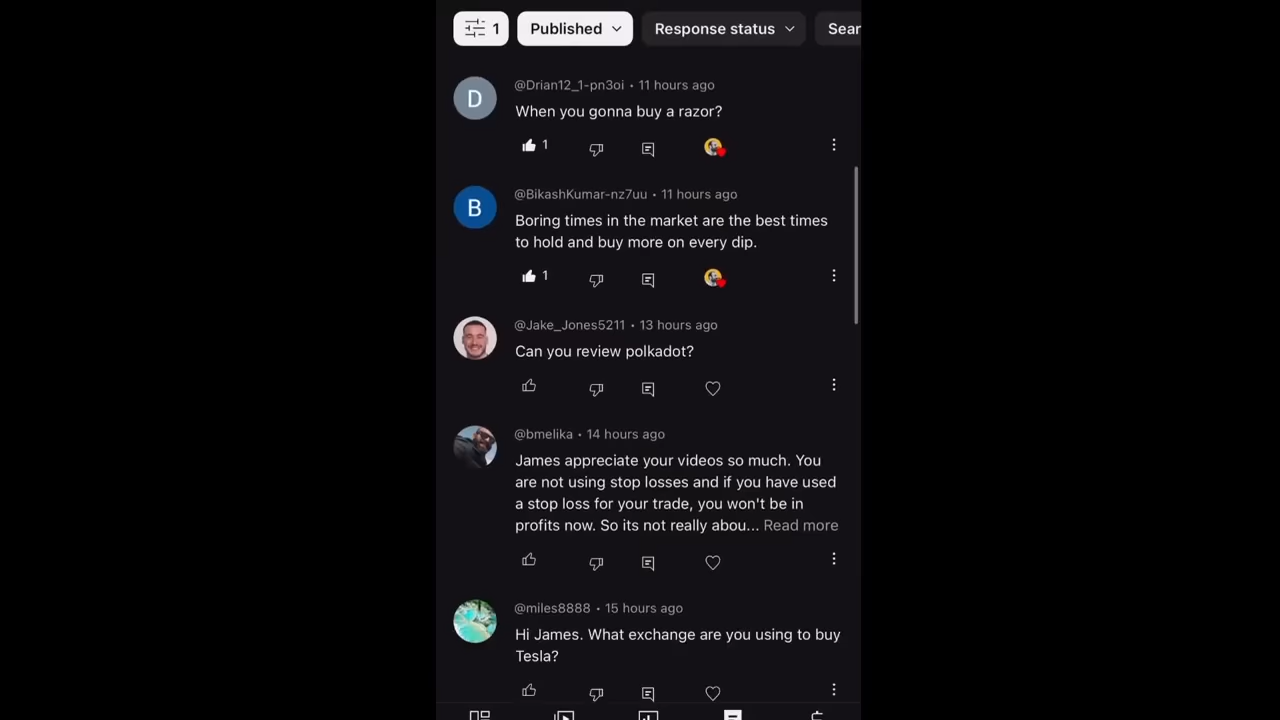 1 Published Response status Sear
D
@Drian12_1-pn3oi • 11 hours ago
When you gonna buy a razor?
1
B
@BikashKumar-nz7uu • 11 hours ago
Boring times in the market are the best times
to hold and buy more on every dip.
1
@Jake_Jones5211 • 13 hours ago
Can you review polkadot?
@bmelika • 14 hours ago
James appreciate your videos so much. You
are not using stop losses and if you have used
a stop loss for your trade, you won't be in
profits now. So its not really abou... Read more
@miles8888 • 15 hours ago
Hi James. What exchange are you using to buy
Tesla?